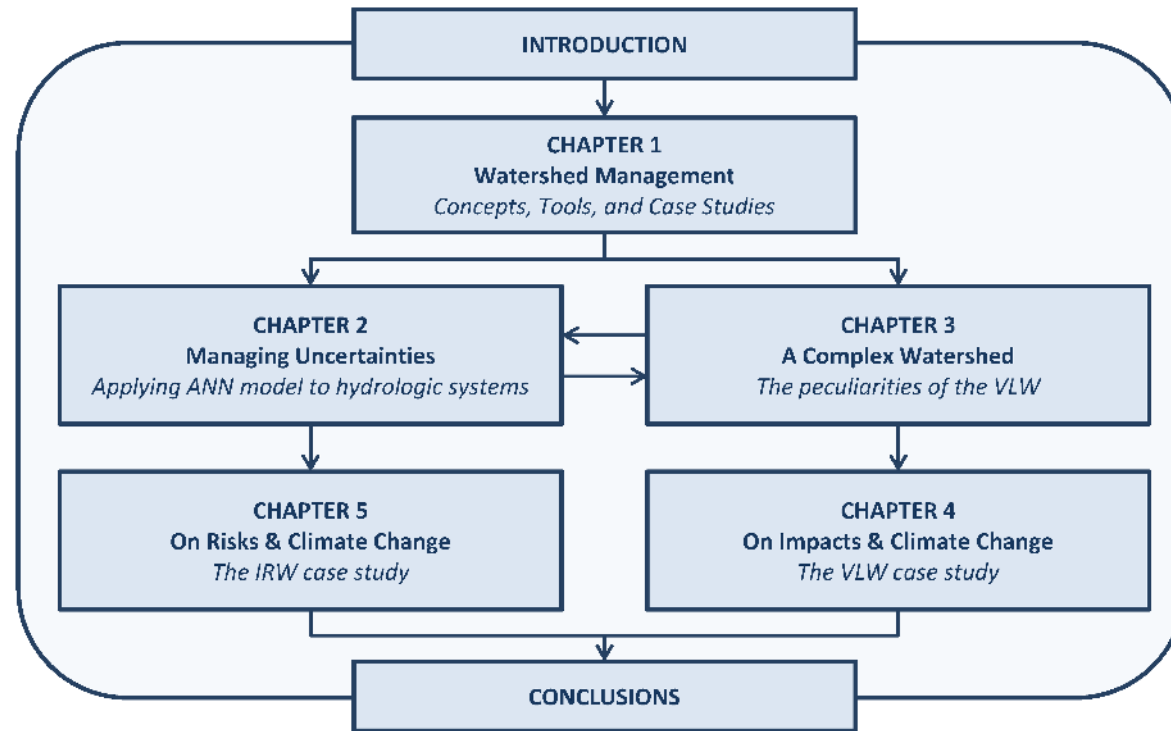 INTRODUCTION
CHAPTER 1
Watershed Management
Concepts, Tools, and Case Studies
CHAPTER 2
Managing Uncertainties
Applying ANN model to hydrologic systems
CHAPTER 3
A Complex Watershed
The peculiarities of the VLW
CHAPTER 5
On Risks & Climate Change
The IRW case study
CHAPTER 4
On Impacts & Climate Change
The VLW case study
CONCLUSIONS